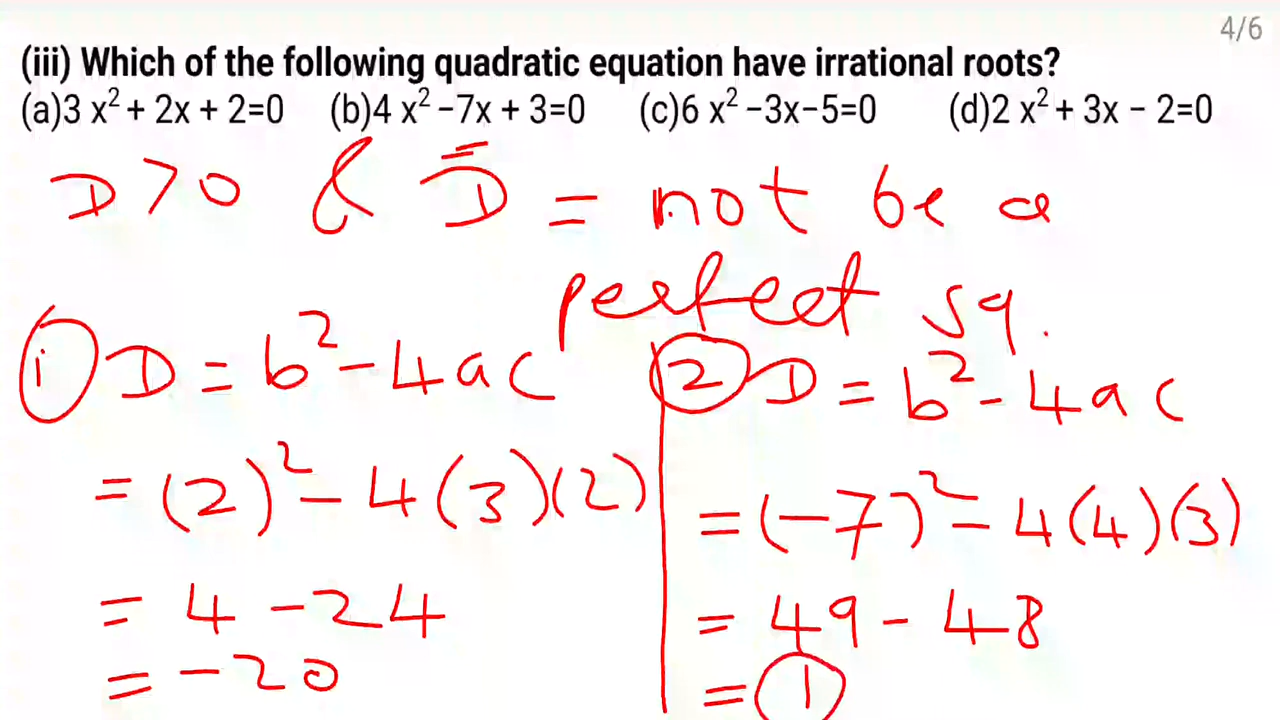 4/6
(iii) Which of the following quadratic equation have irrational roots?
(a)3 x² + 2x + 2=0 (b)4 x² –7x + 3=0 (c)6 x² –3x–5=0 (d)2 x² + 3x – 2=0
D > 0 & D = not be a
perfect sq.
i D = b² - 4ac
= (2)² - 4(3)(2)
= 4 - 24
= -20
2 D = b² - 4ac
= (-7)² - 4(4)(3)
= 49 - 48
= 1